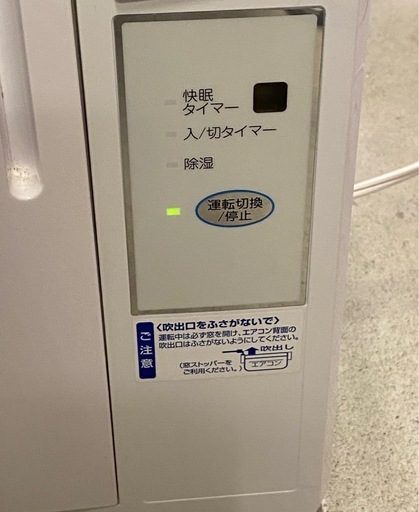 快眠
タイマー
入/切タイマー
除湿
運転切換
/停止
ご注意
〈吹出口をふさがないで〉
運転中は必ず窓を開け、エアコン背面の
吹出口はふさがないようにしてください。
吹出し
(窓ストッパーを
ご利用ください。)
エアコン